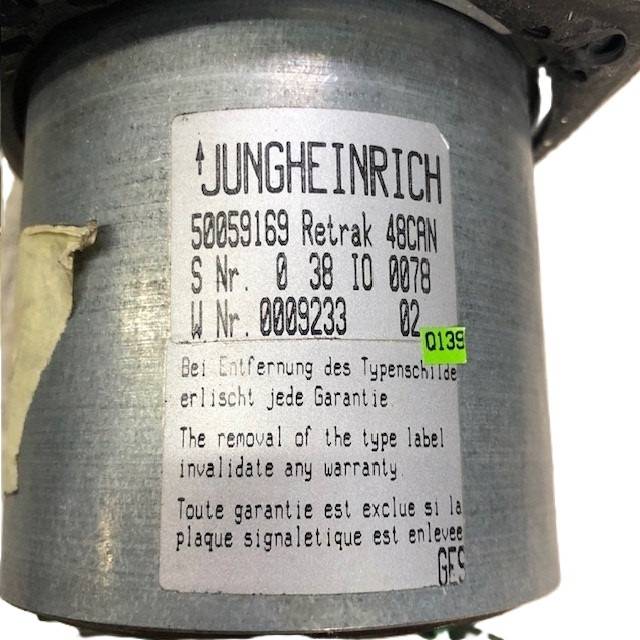 JUNGHEINRICH
50059169 Retrak 48CAN
S Nr. 0 38 IO 0078
W Nr. 0009233 02
Q139
Bei Entfernung des Typenschilde
erlischt jede Garantie.
The removal of the type label
invalidate any warranty.
Toute garantie est exclue si la
plaque signaletique est enlevee
GES